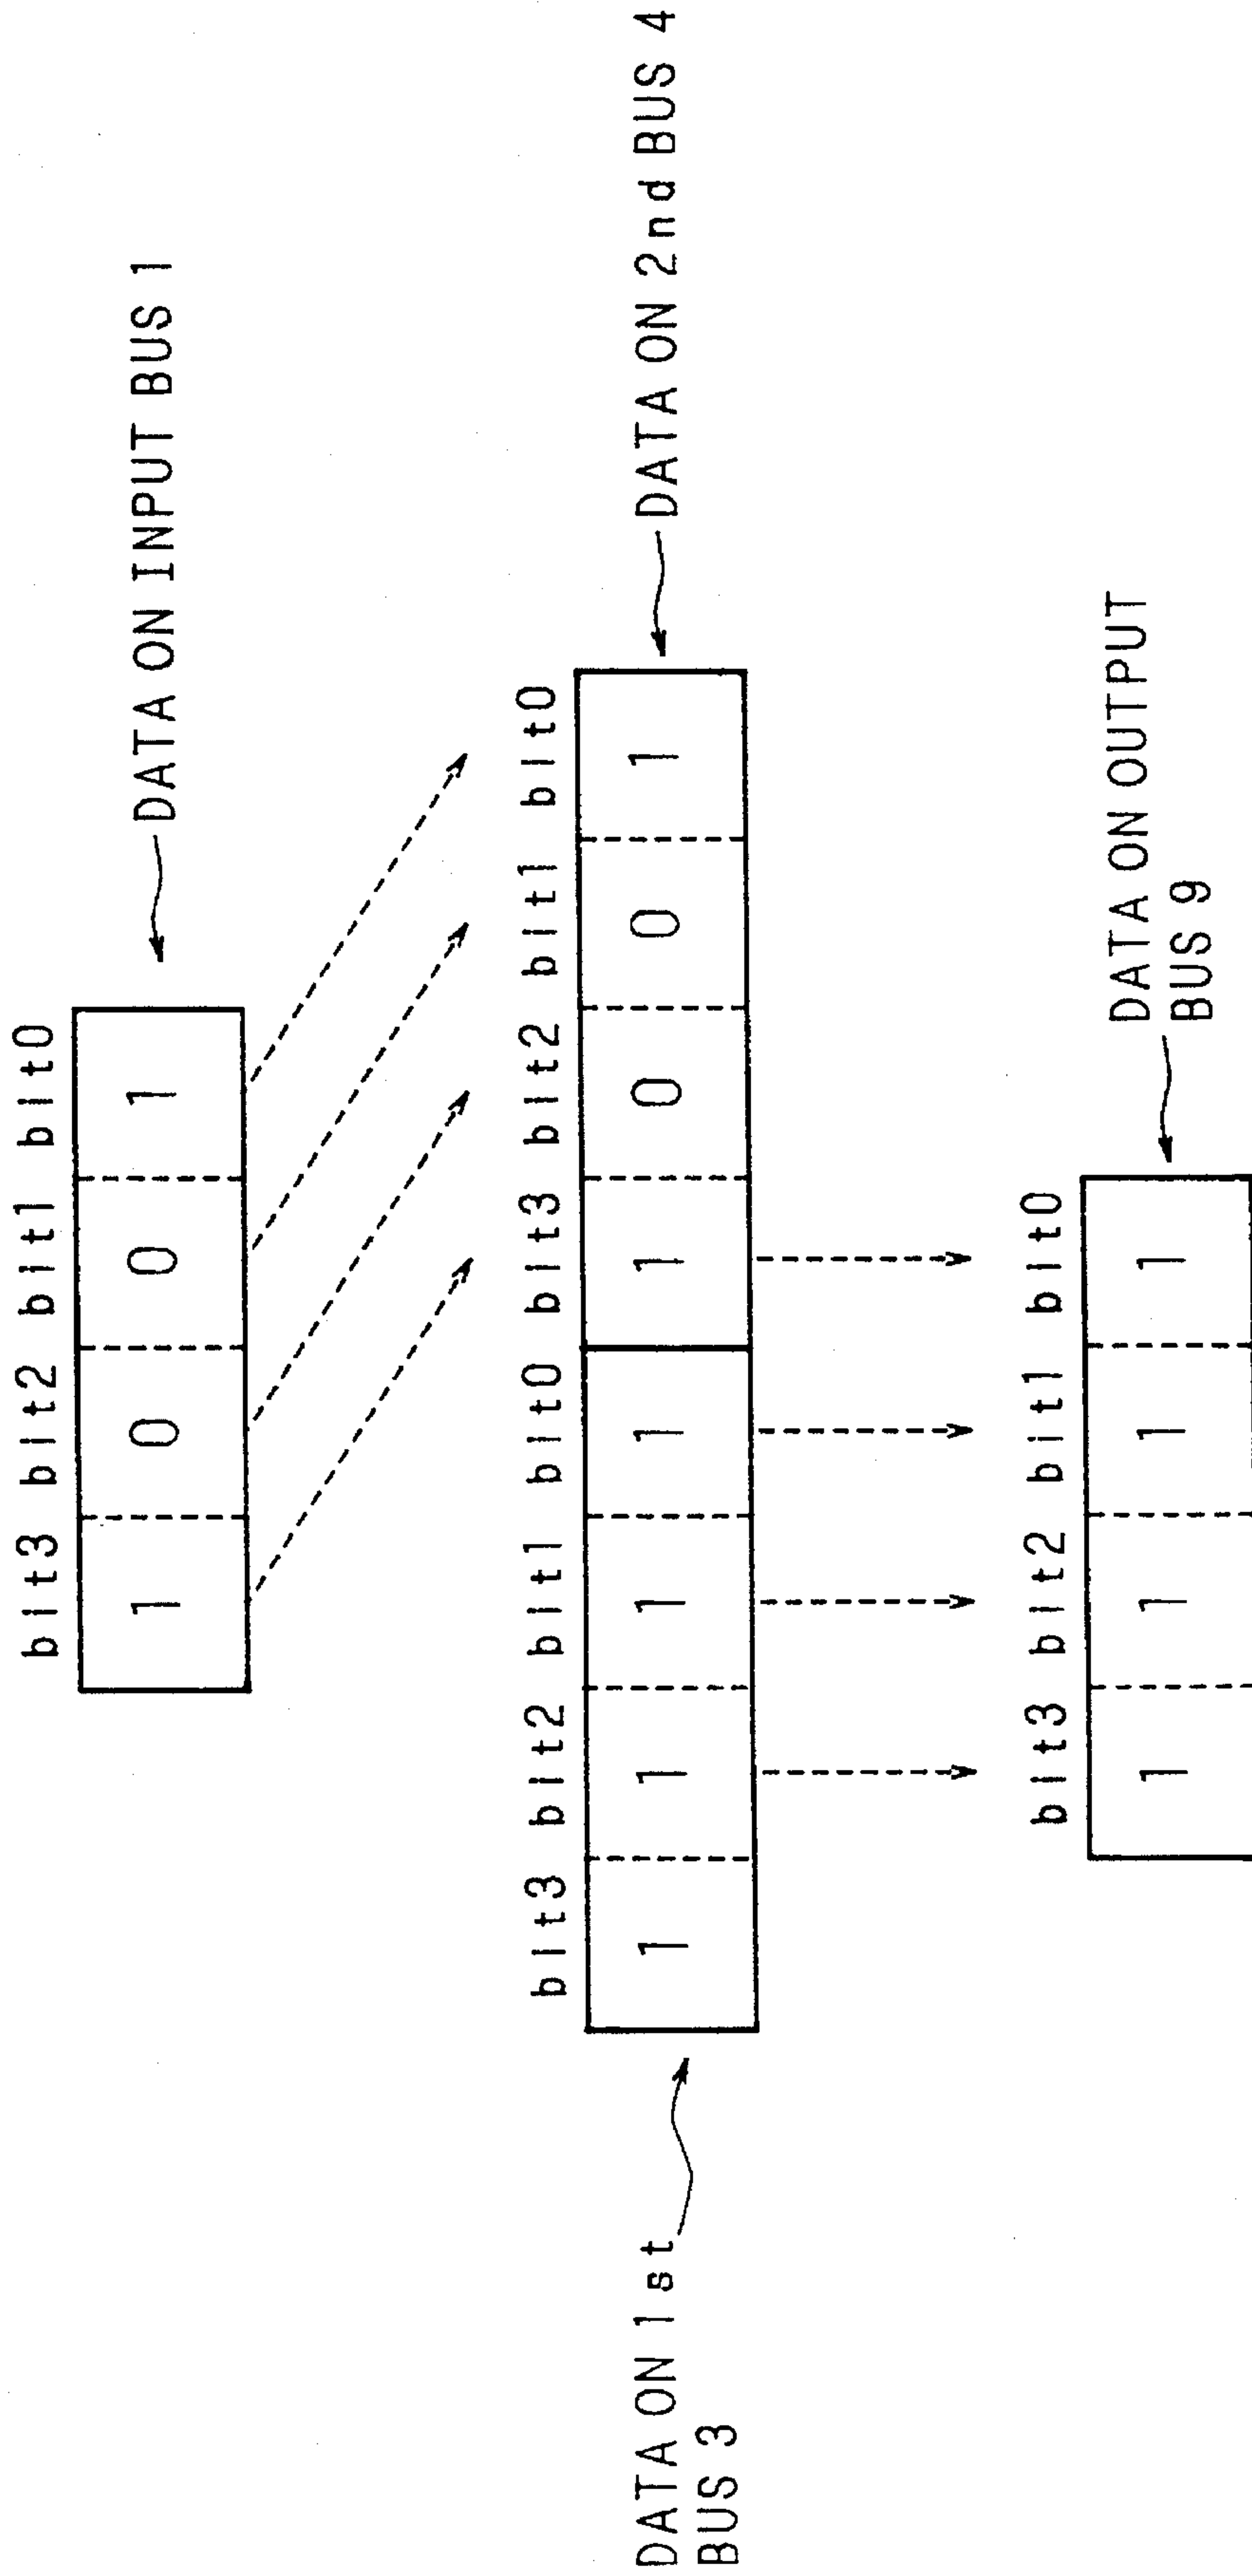 bit3 bit2 bit1 bit0
1 0 0 1
DATA ON INPUT BUS 1
bit3 bit2 bit1 bit0 bit3 bit2 bit1 bit0
1 1 1 1 1 0 0 1
DATA ON 1st
BUS 3
DATA ON 2nd BUS 4
bit3 bit2 bit1 bit0
1 1 1 1
DATA ON OUTPUT
BUS 9